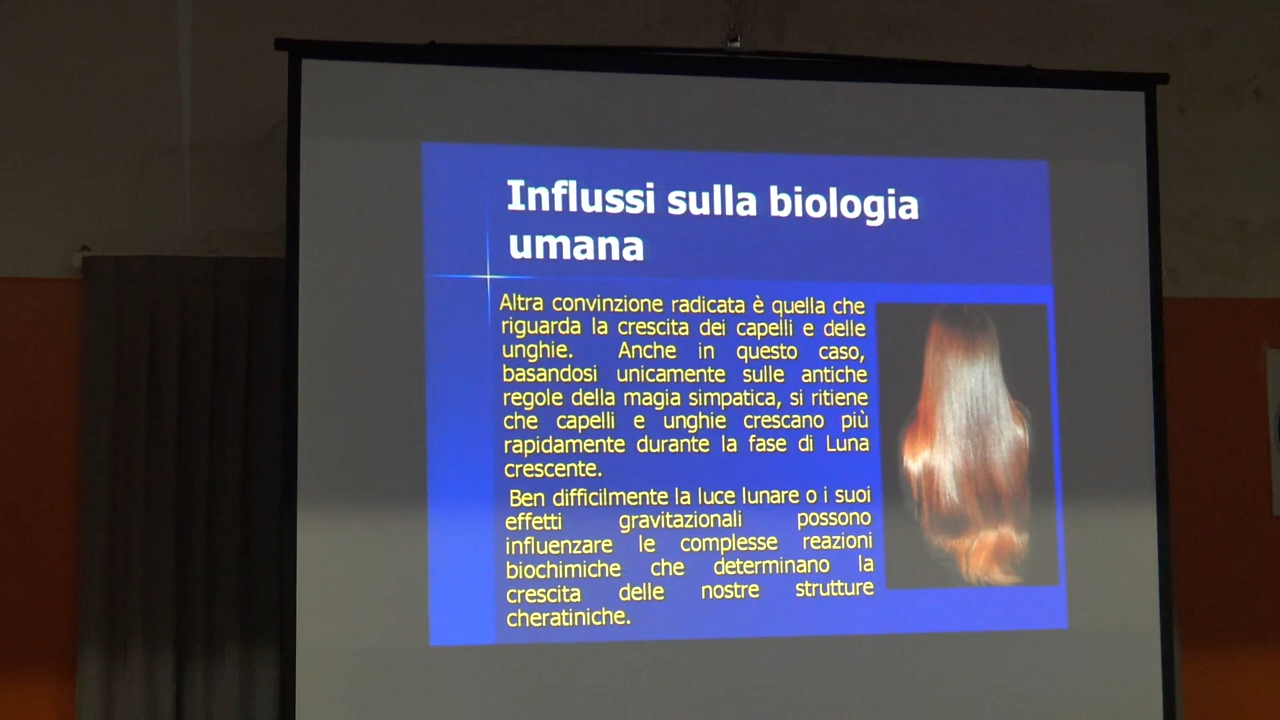 Influssi sulla biologia
umana
Altra convinzione radicata è quella che
riguarda la crescita dei capelli e delle
unghie. Anche in questo caso,
basandosi unicamente sulle antiche
regole della magia simpatica, si ritiene
che capelli e unghie crescano più
rapidamente durante la fase di Luna
crescente.
Ben difficilmente la luce lunare o i suoi
effetti gravitazionali possono
influenzare le complesse reazioni
biochimiche che determinano la
crescita delle nostre strutture
cheratiniche.